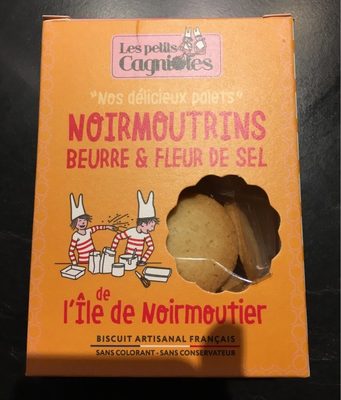 Les petits
Cagniotes
"Nos délicieux palets"
NOIRMOUTRINS
BEURRE & FLEUR DE SEL
de
l'Île de Noirmoutier
BISCUIT ARTISANAL FRANÇAIS
SANS COLORANT - SANS CONSERVATEUR